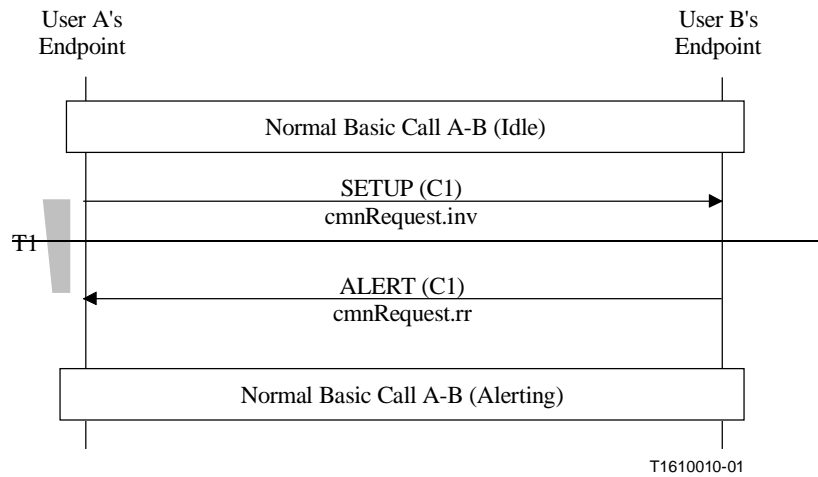 User A's
Endpoint
User B's
Endpoint
Normal Basic Call A-B (Idle)
SETUP (C1)
cmnRequest.inv
T1
ALERT (C1)
cmnRequest.rr
Normal Basic Call A-B (Alerting)
T1610010-01